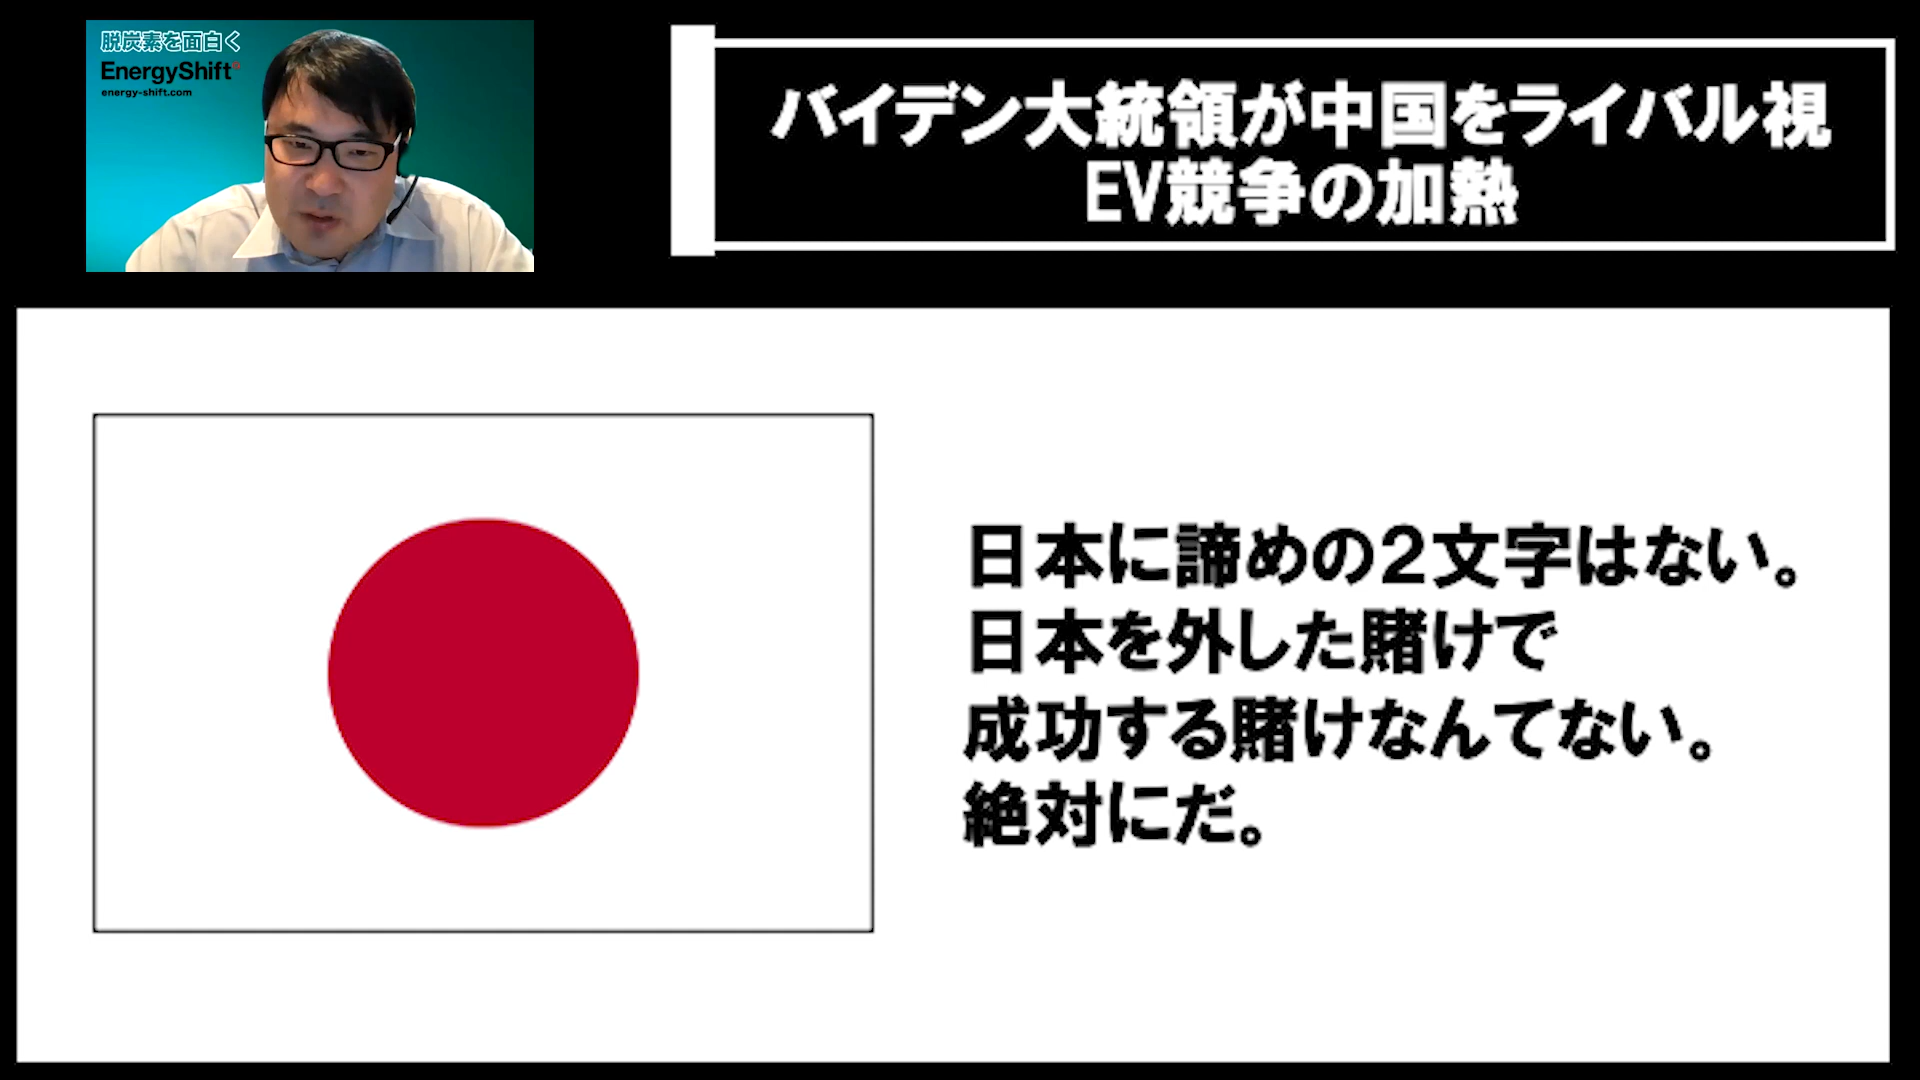 脱炭素を面白く
EnergyShift
energy-shift.com
バイデン大統領が中国をライバル視
EV競争の加熱
日本に諦めの２文字はない。
日本を外した賭けで
成功する賭けなんてない。
絶対にだ。